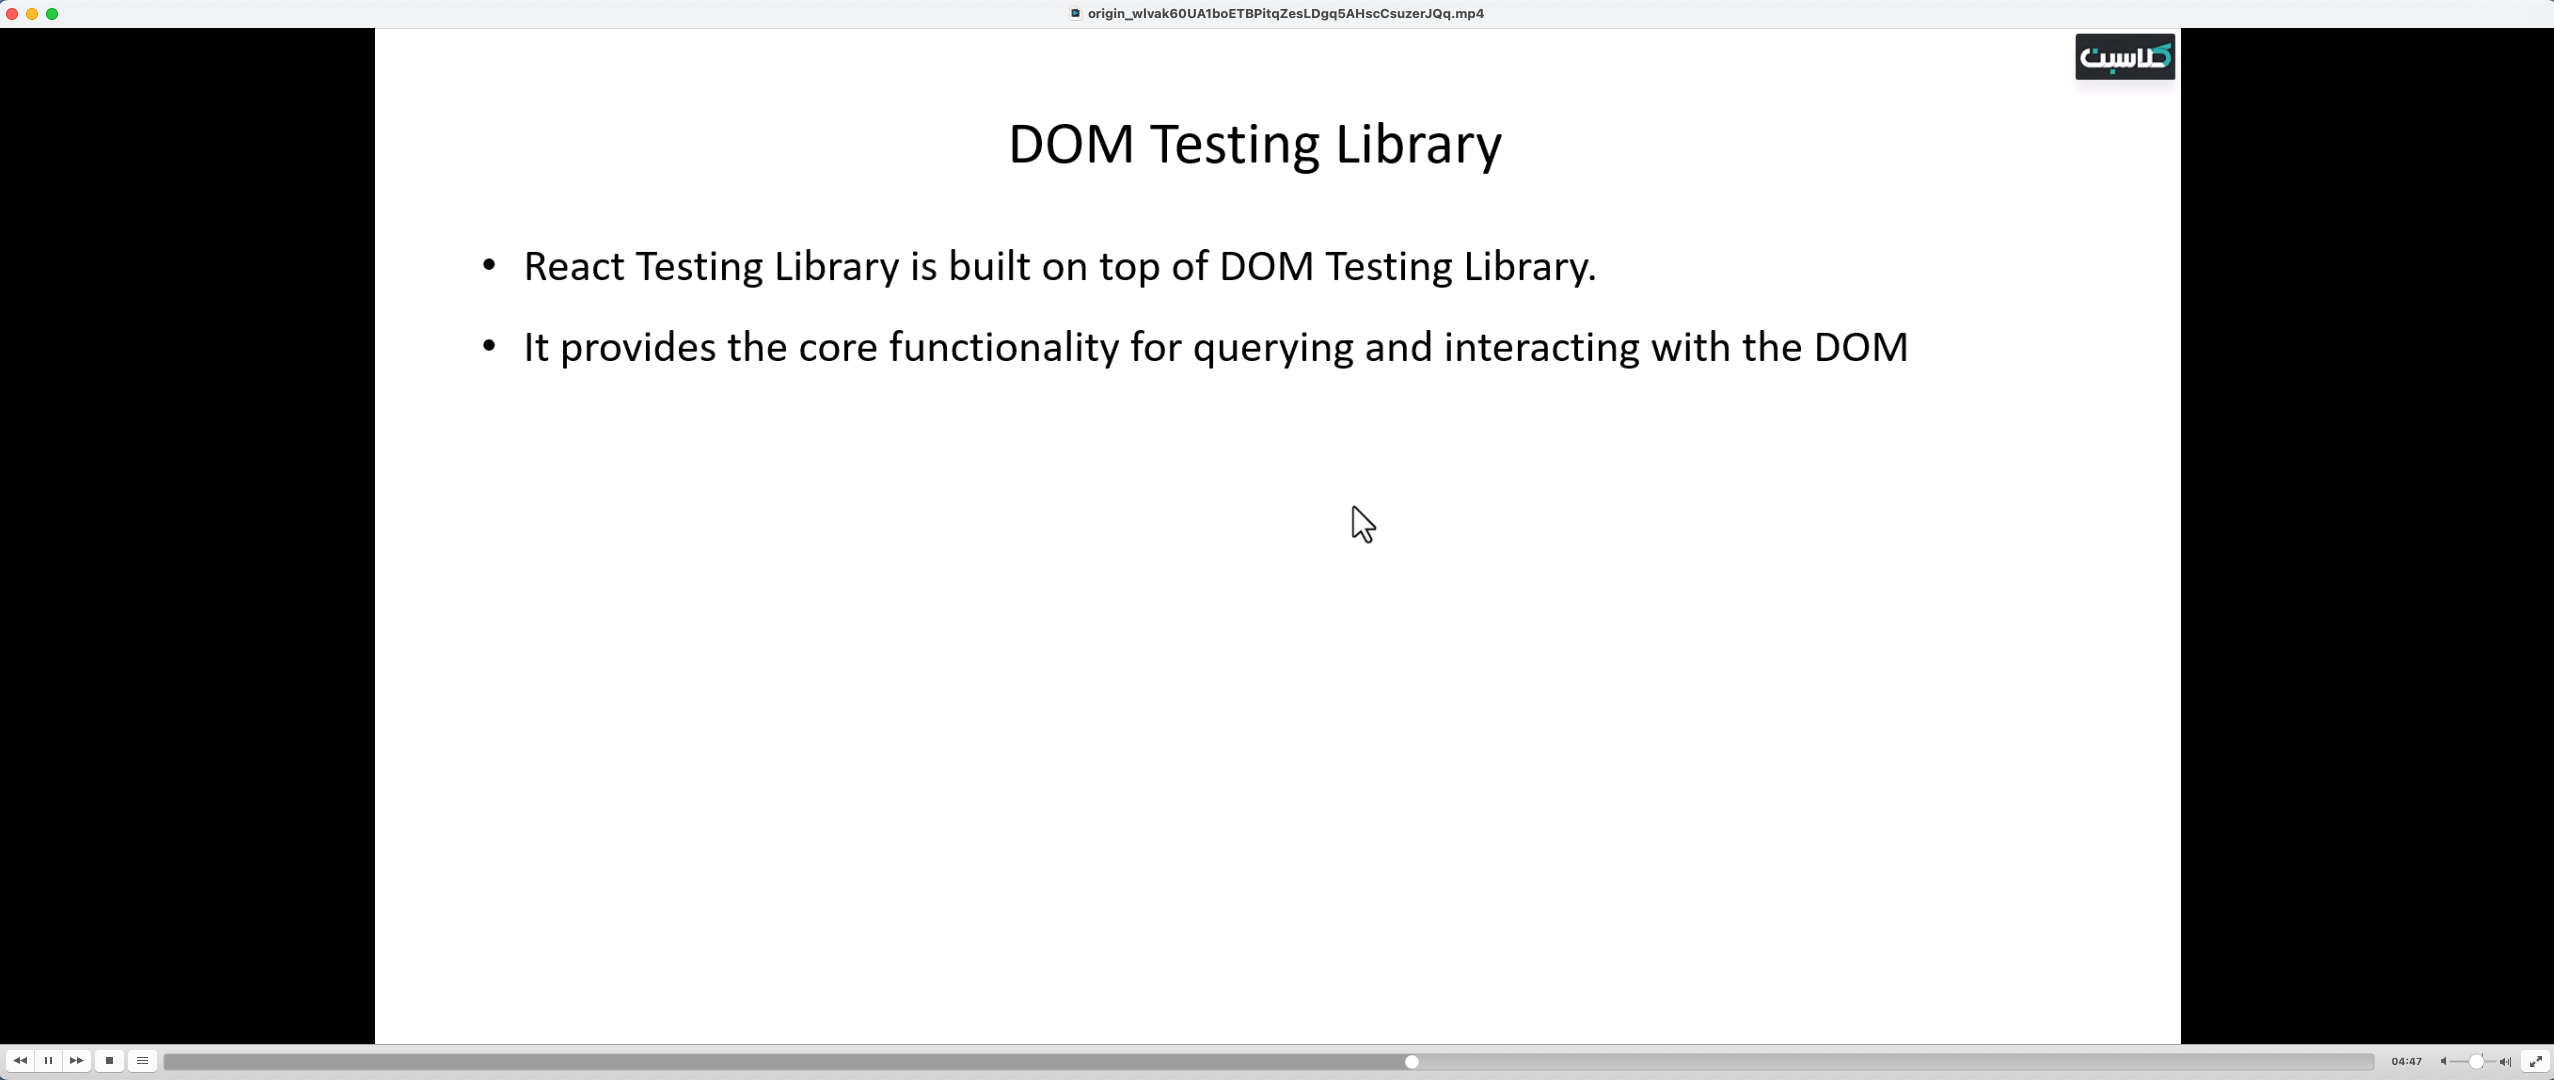 origin_wlvak60UA1boETBPitqZesLDgq5AHscCsuzerJQq.mp4
کلاسبن
DOM Testing Library
• React Testing Library is built on top of DOM Testing Library.
• It provides the core functionality for querying and interacting with the DOM
04:47